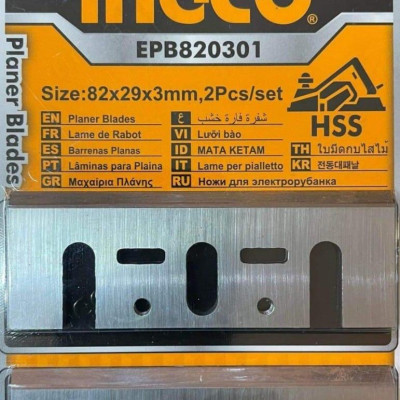 INGCO®
EPB820301
Size:82x29x3mm,2Pcs/set
HSS
EN Planer Blades
FR Lame de Rabot
ES Barrenas Planas
PT Lâminas para Plaina
GR Μαχαίρια Πλάνης
ع شفرة فارة خشب
VI Lưỡi bào
ID MATA KETAM
IT Lame per pialletto
RU Ножи для электрорубанка
TH ใบมีดกบไสไม้
KR 전동대패날
Planer Blades